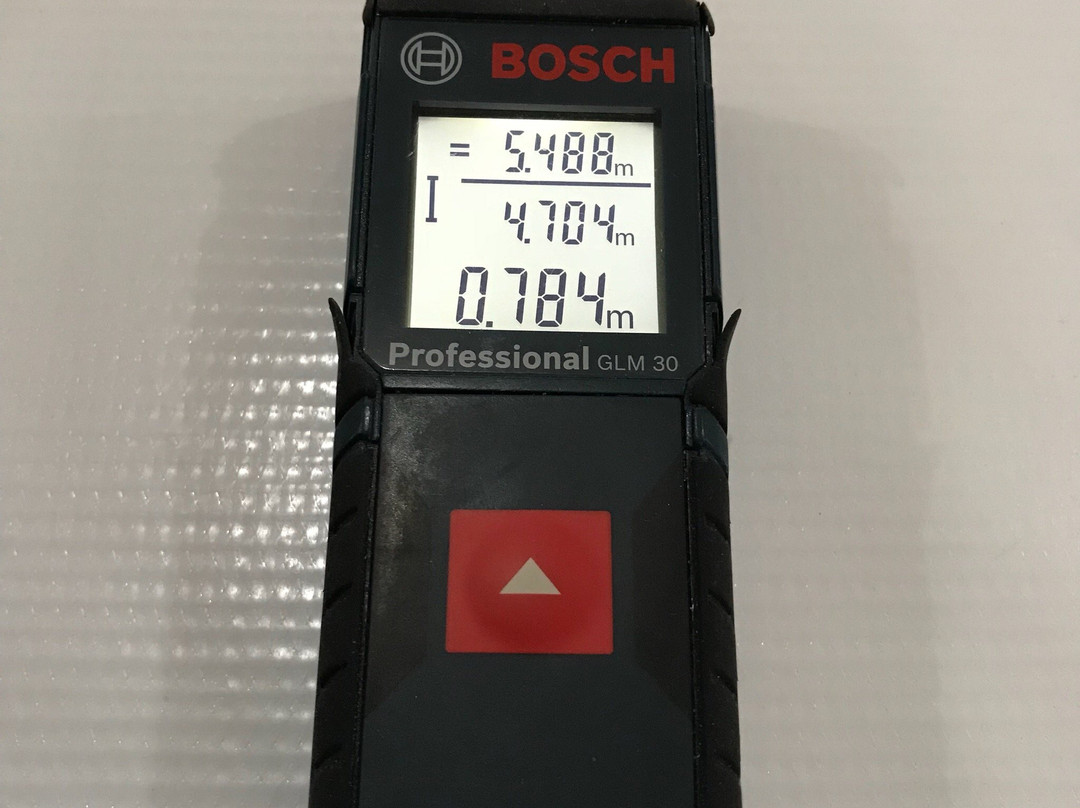 BOSCH
= 5.488m
4.704m
0.784m
Professional GLM 30